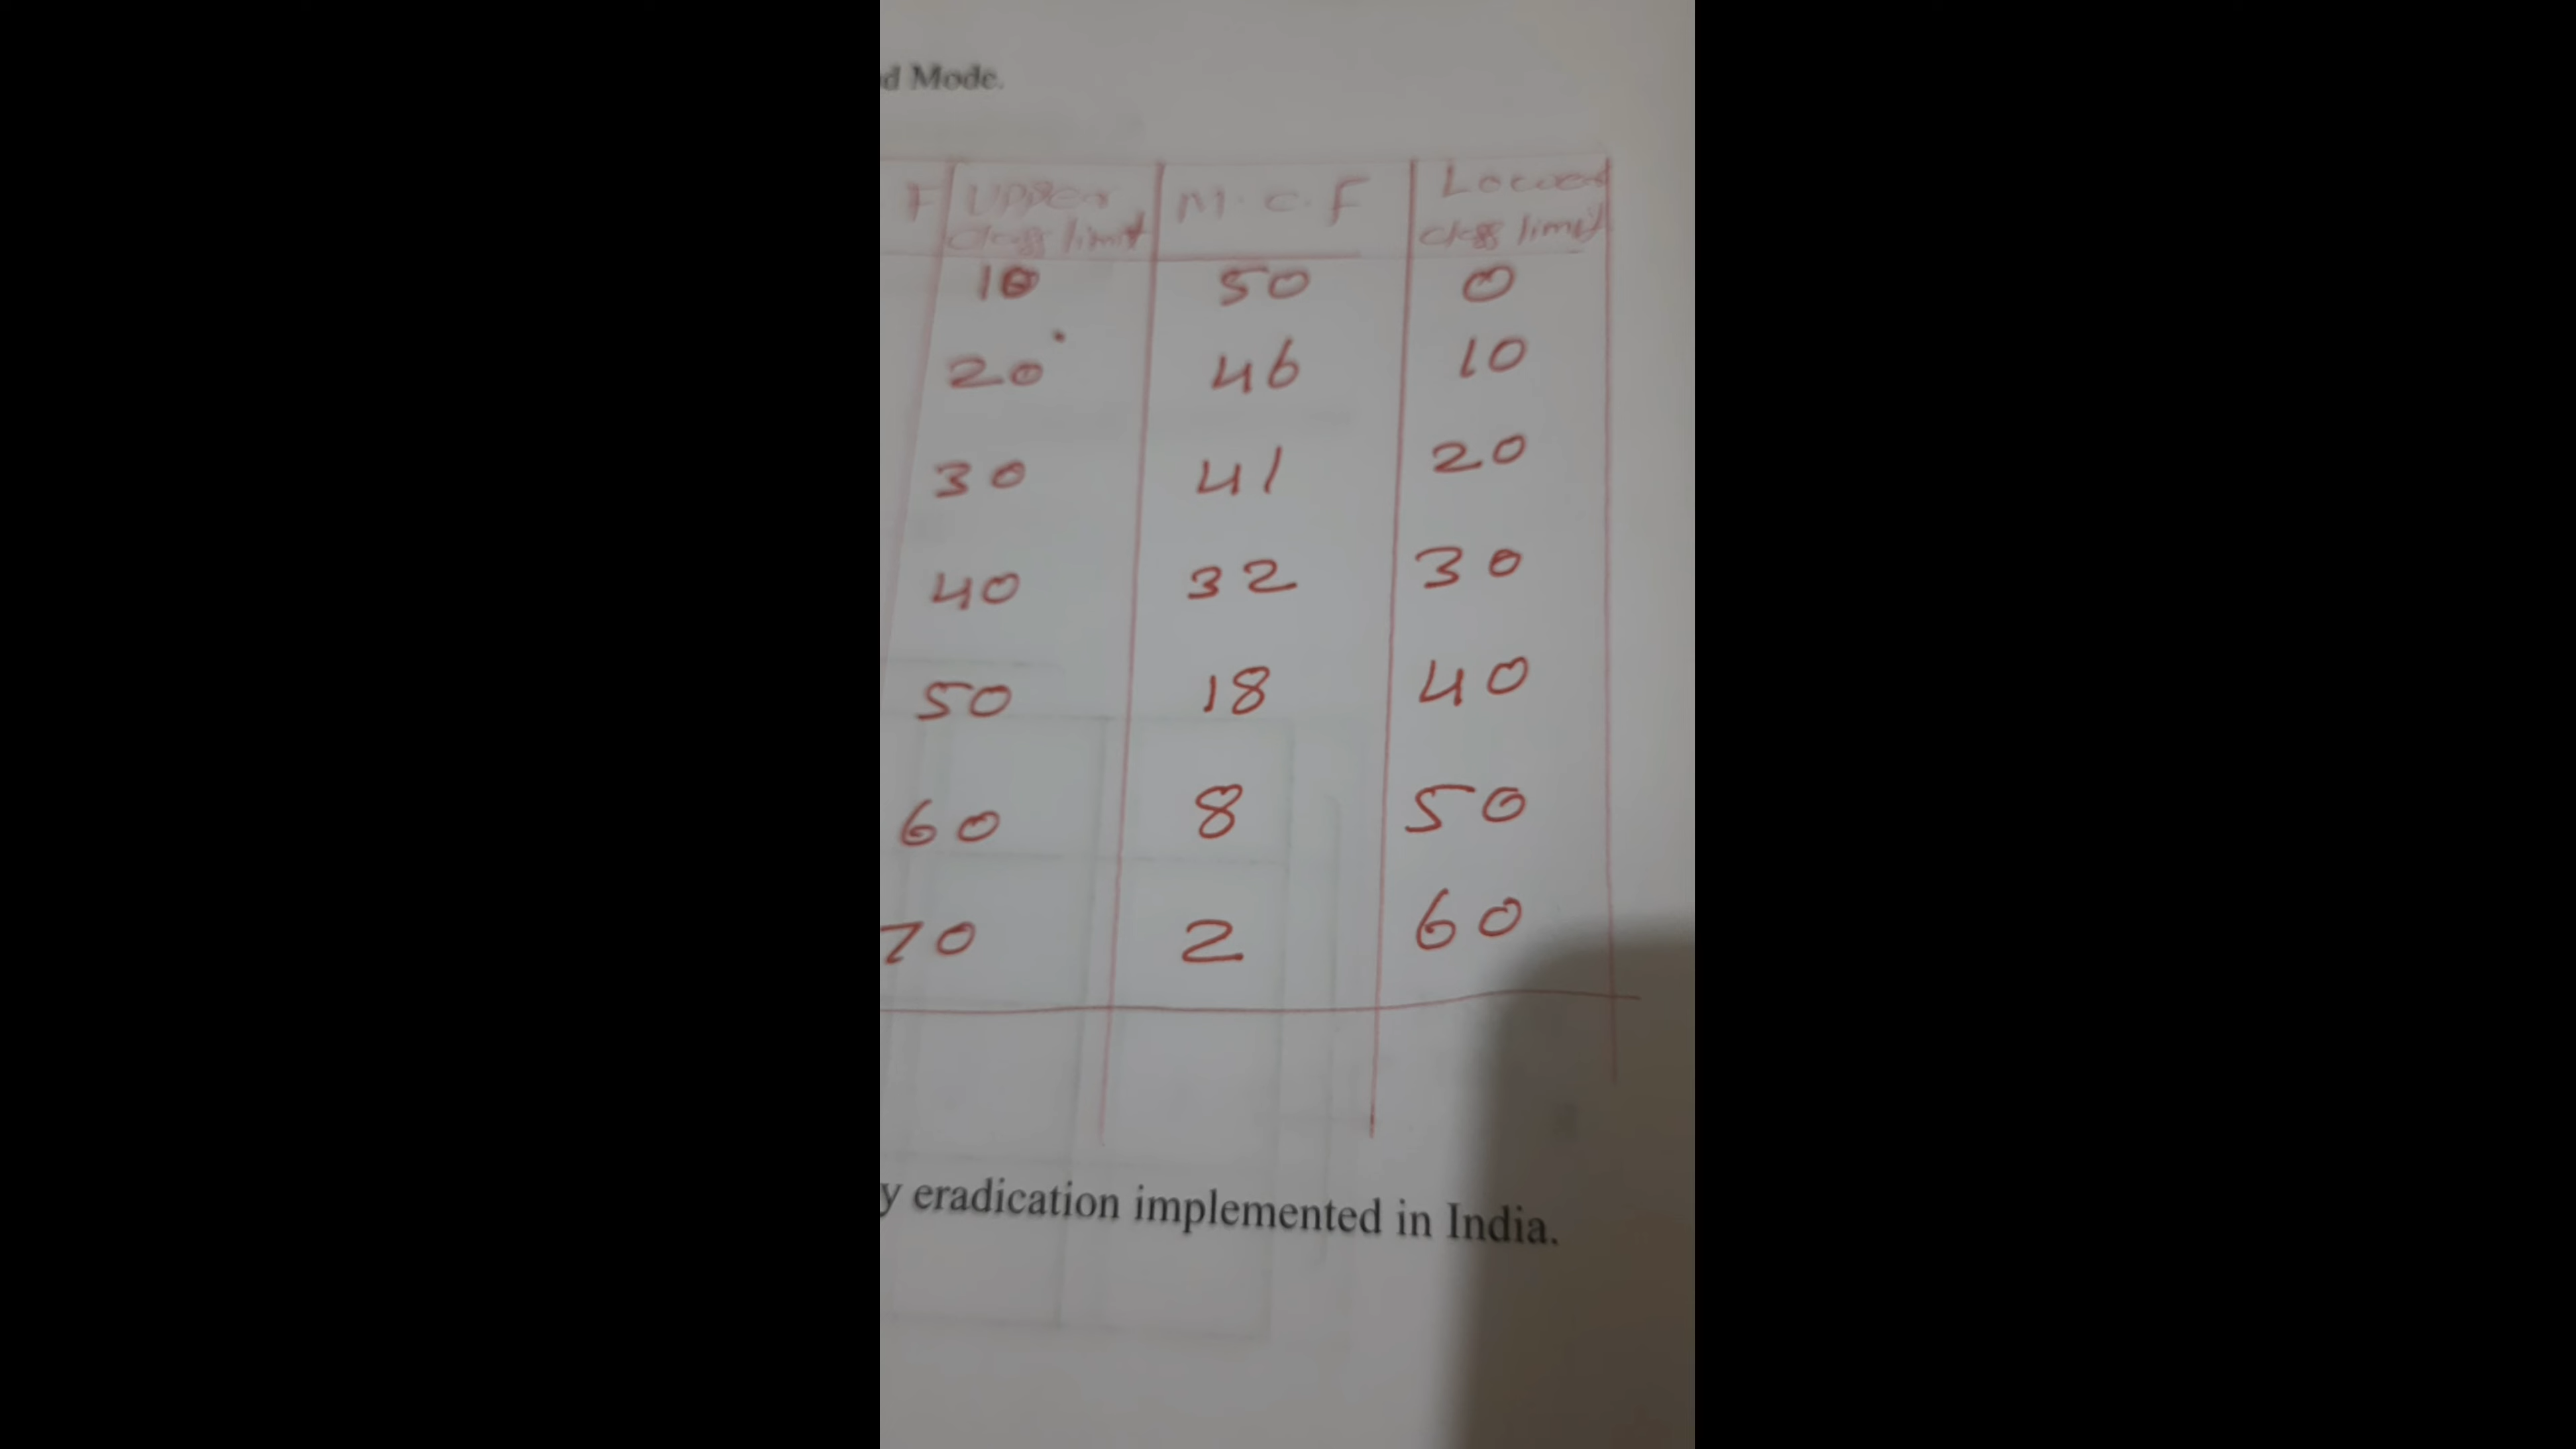 d Mode.
F Upper class limit M.C.F Lower class limit
10 50 0
20 46 10
30 41 20
40 32 30
50 18 40
60 8 50
70 2 60
y eradication implemented in India.